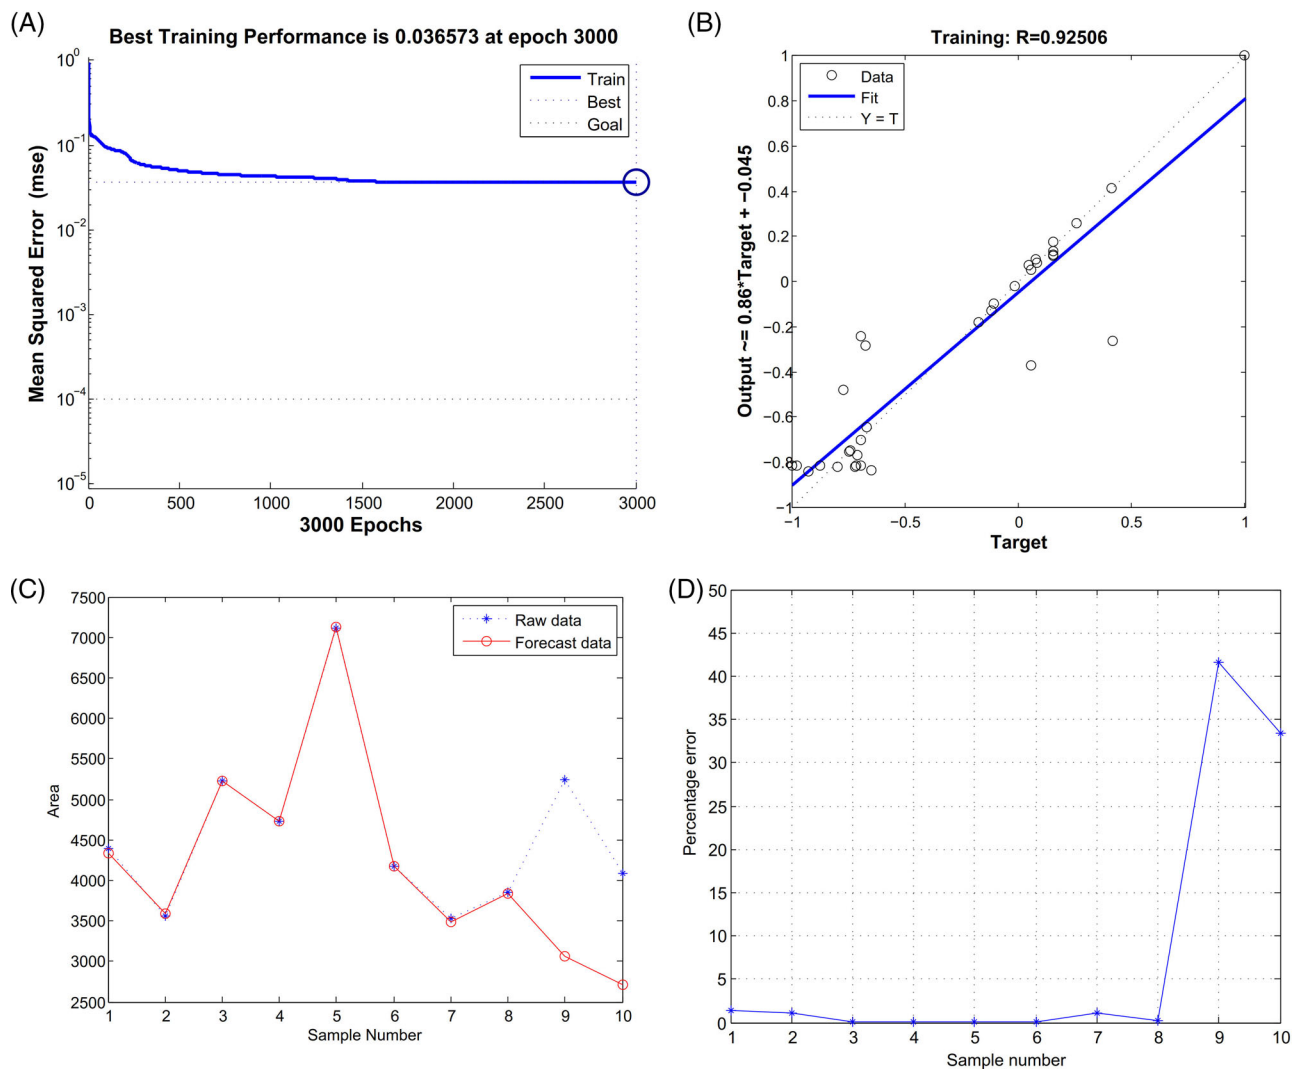 (A)
Best Training Performance is 0.036573 at epoch 3000
10^0
10^-1
10^-2
10^-3
10^-4
10^-5
Mean Squared Error (mse)
Train
Best
Goal
0 500 1000 1500 2000 2500 3000
3000 Epochs
(B)
Training: R=0.92506
1
0.8
0.6
0.4
0.2
0
−0.2
−0.4
−0.6
−0.8
−1
Output ~= 0.86*Target + −0.045
Data
Fit
Y = T
−1 −0.5 0 0.5 1
Target
(C)
7500
7000
6500
6000
5500
5000
4500
4000
3500
3000
2500
Area
Raw data
Forecast data
1 2 3 4 5 6 7 8 9 10
Sample Number
(D)
50
45
40
35
30
25
20
15
10
5
0
Percentage error
1 2 3 4 5 6 7 8 9 10
Sample number